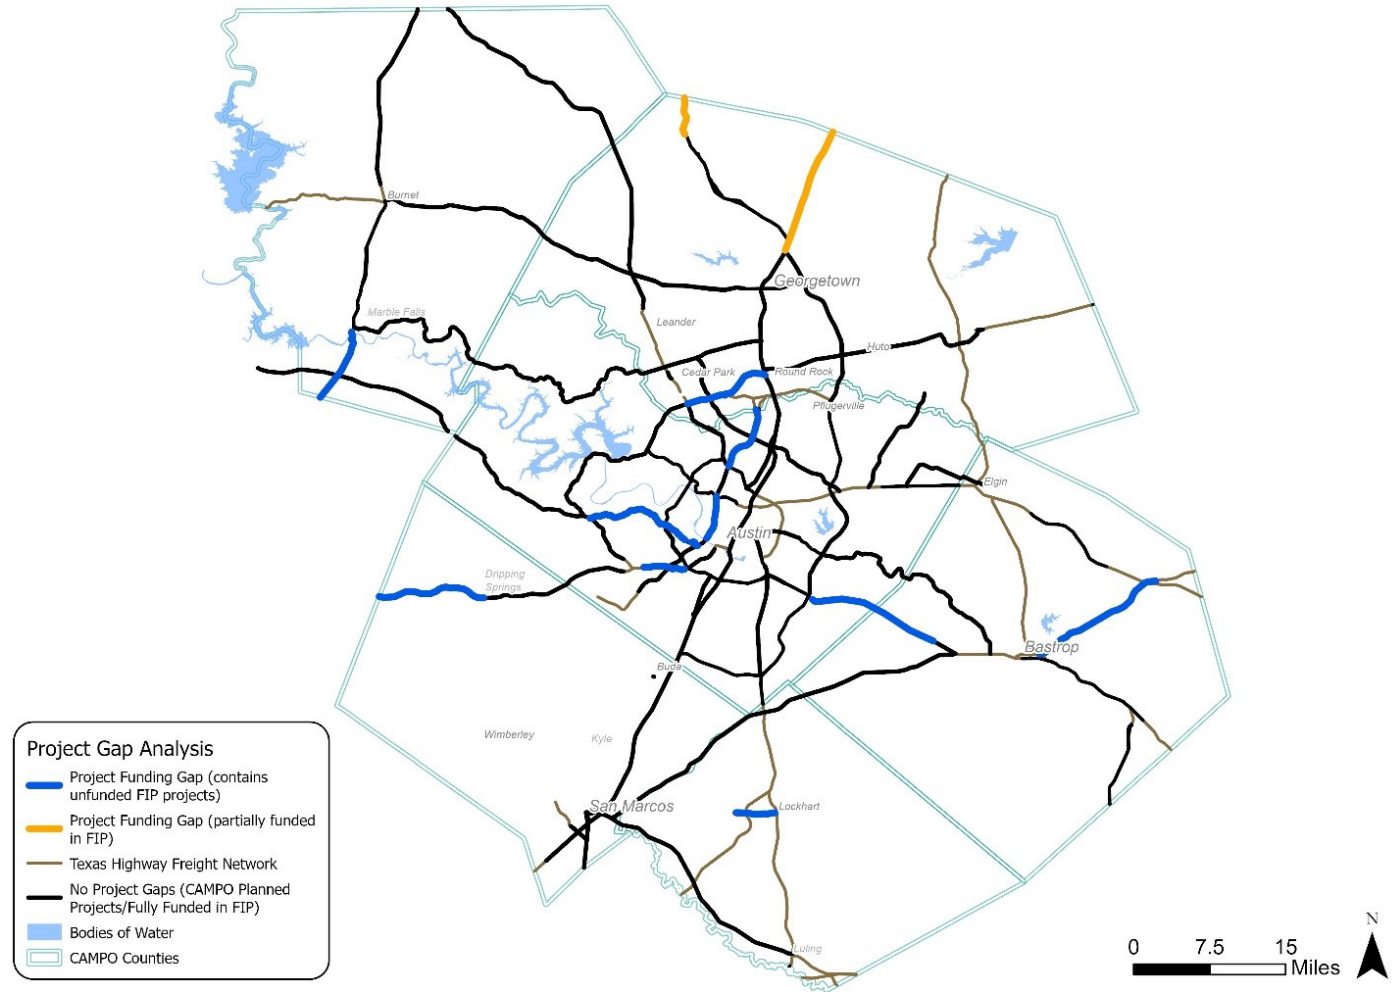 Burnet
Georgetown
Marble Falls
Leander
Huto
Cedar Park
Round Rock
Pflugerville
Elgin
Austin
Dripping
Springs
Bastrop
Buda
Wimberley
Kyle
San Marcos
Lockhart
Luling
Project Gap Analysis
Project Funding Gap (contains
unfunded FIP projects)
Project Funding Gap (partially funded
in FIP)
Texas Highway Freight Network
No Project Gaps (CAMPO Planned
Projects/Fully Funded in FIP)
Bodies of Water
CAMPO Counties
N
0 7.5 15
Miles